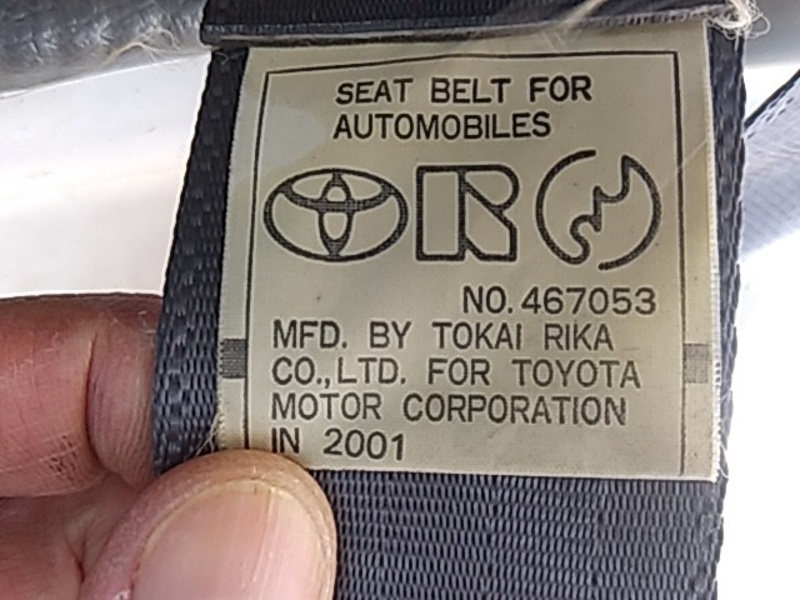 SEAT BELT FOR
AUTOMOBILES
NO. 467053
MFD. BY TOKAI RIKA
CO., LTD. FOR TOYOTA
MOTOR CORPORATION
IN 2001